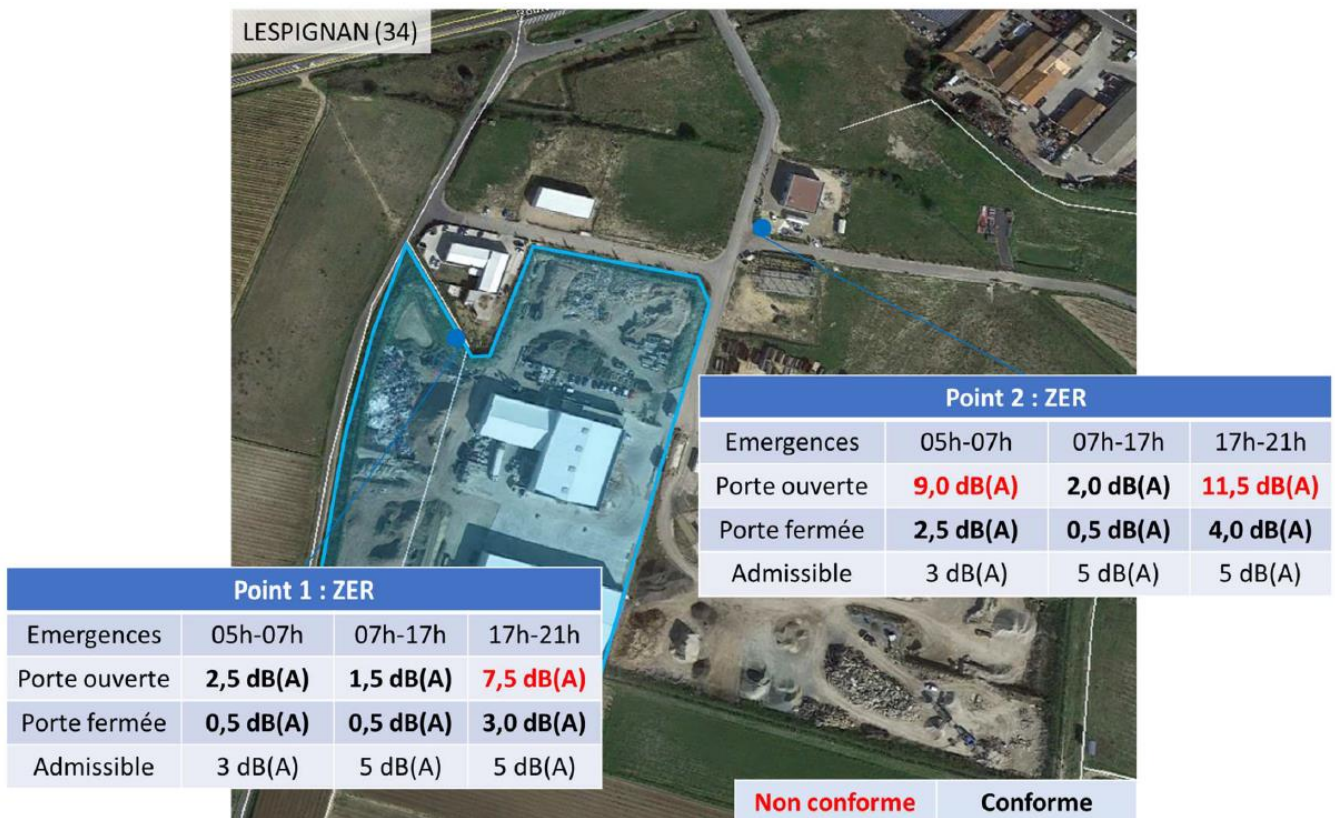 LESPIGNAN (34)
Point 2 : ZER
Emergences 05h-07h 07h-17h 17h-21h
Porte ouverte 9,0 dB(A) 2,0 dB(A) 11,5 dB(A)
Porte fermée 2,5 dB(A) 0,5 dB(A) 4,0 dB(A)
Admissible 3 dB(A) 5 dB(A) 5 dB(A)
Point 1 : ZER
Emergences 05h-07h 07h-17h 17h-21h
Porte ouverte 2,5 dB(A) 1,5 dB(A) 7,5 dB(A)
Porte fermée 0,5 dB(A) 0,5 dB(A) 3,0 dB(A)
Admissible 3 dB(A) 5 dB(A) 5 dB(A)
Non conforme Conforme